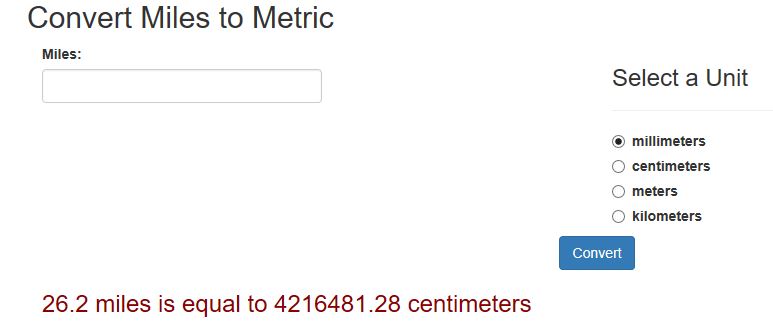 Convert Miles to Metric
Miles:
Select a Unit
millimeters
centimeters
meters
kilometers
Convert
26.2 miles is equal to 4216481.28 centimeters